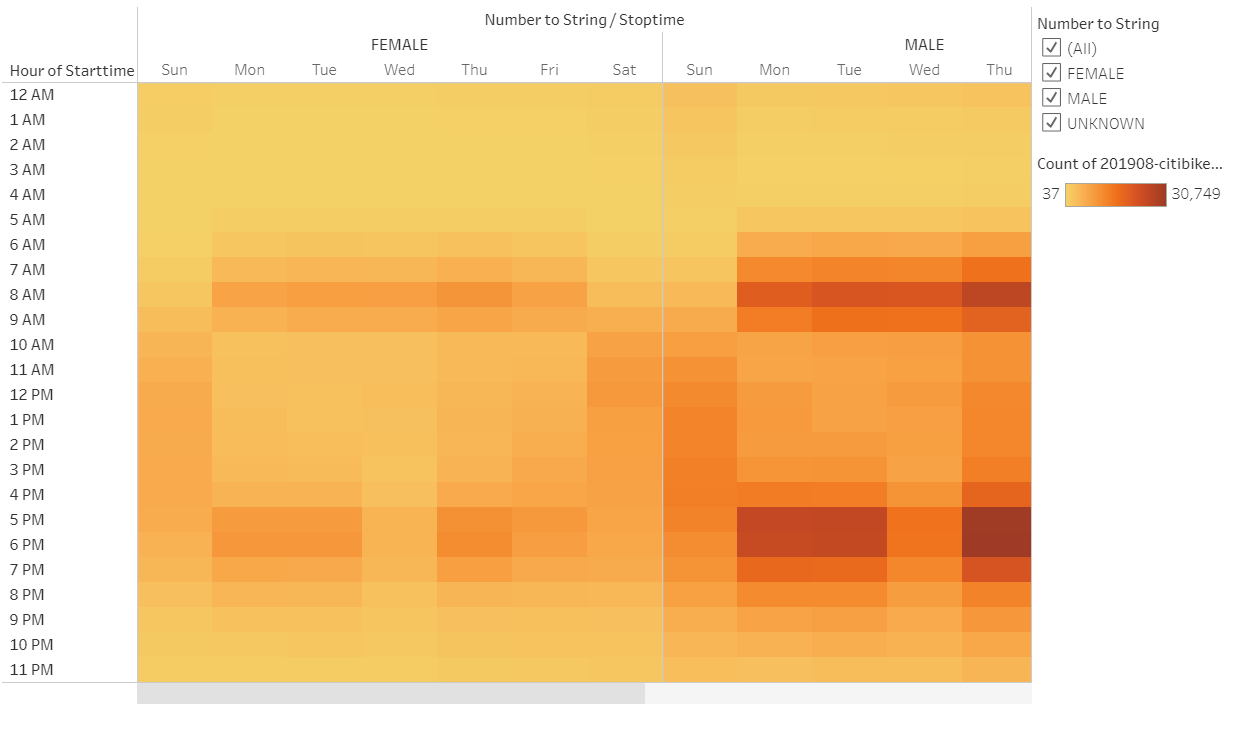 Number to String / Stoptime
FEMALE MALE
Hour of Starttime Sun Mon Tue Wed Thu Fri Sat Sun Mon Tue Wed Thu
12 AM
1 AM
2 AM
3 AM
4 AM
5 AM
6 AM
7 AM
8 AM
9 AM
10 AM
11 AM
12 PM
1 PM
2 PM
3 PM
4 PM
5 PM
6 PM
7 PM
8 PM
9 PM
10 PM
11 PM
Number to String
(All)
FEMALE
MALE
UNKNOWN
Count of 201908-citibike...
37 30,749